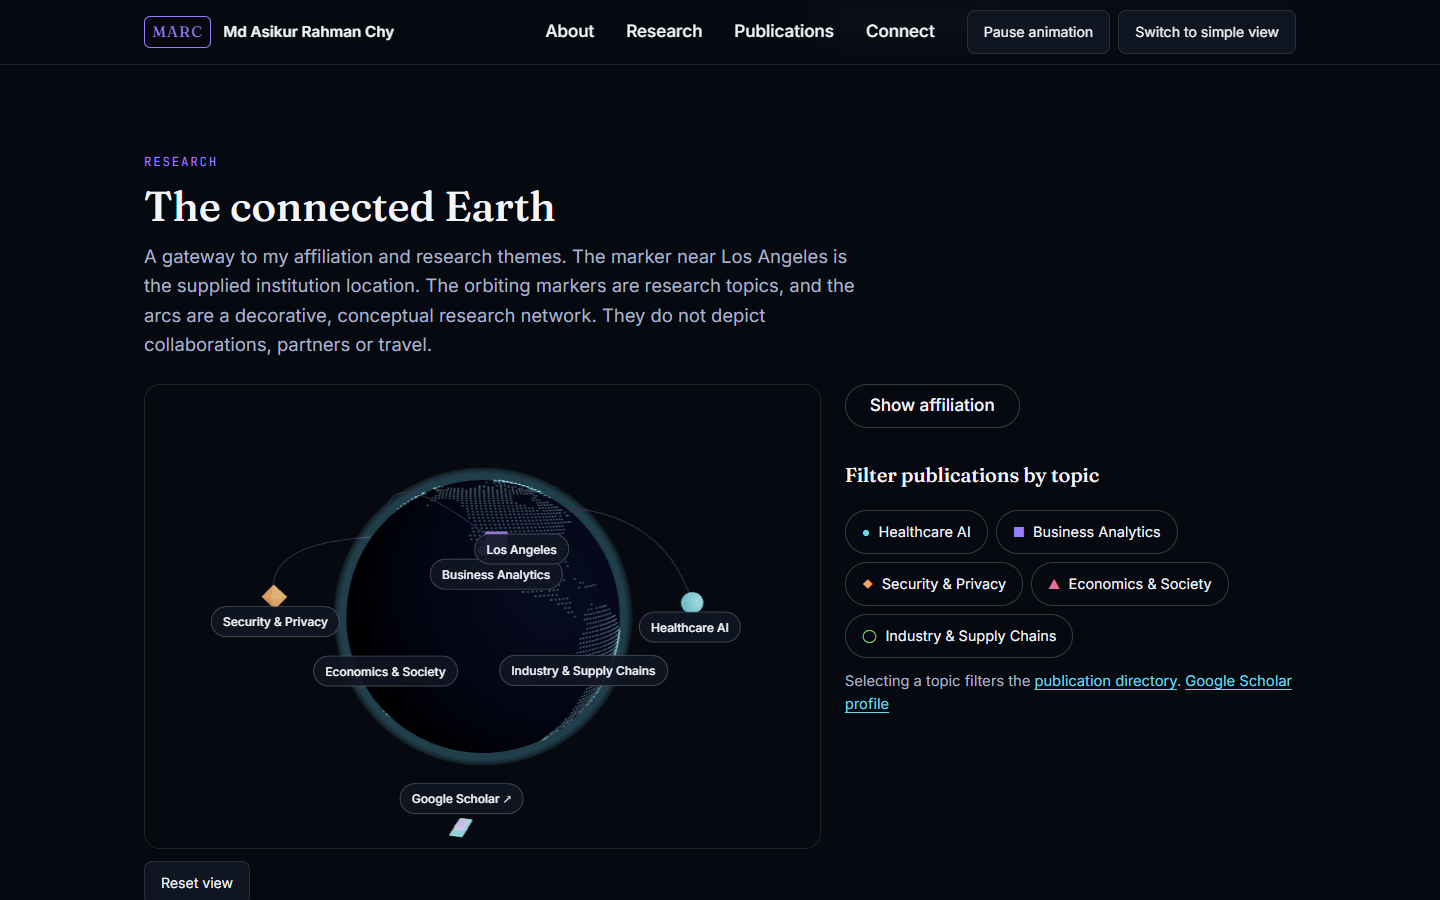 MARC
Md Asikur Rahman Chy
About
Research
Publications
Connect
Pause animation
Switch to simple view
RESEARCH
The connected Earth
A gateway to my affiliation and research themes. The marker near Los Angeles is
the supplied institution location. The orbiting markers are research topics, and the
arcs are a decorative, conceptual research network. They do not depict
collaborations, partners or travel.
Los Angeles
Business Analytics
Security & Privacy
Healthcare AI
Economics & Society
Industry & Supply Chains
Google Scholar ↗
Reset view
Show affiliation
Filter publications by topic
Healthcare AI
Business Analytics
Security & Privacy
Economics & Society
Industry & Supply Chains
Selecting a topic filters the publication directory. Google Scholar
profile